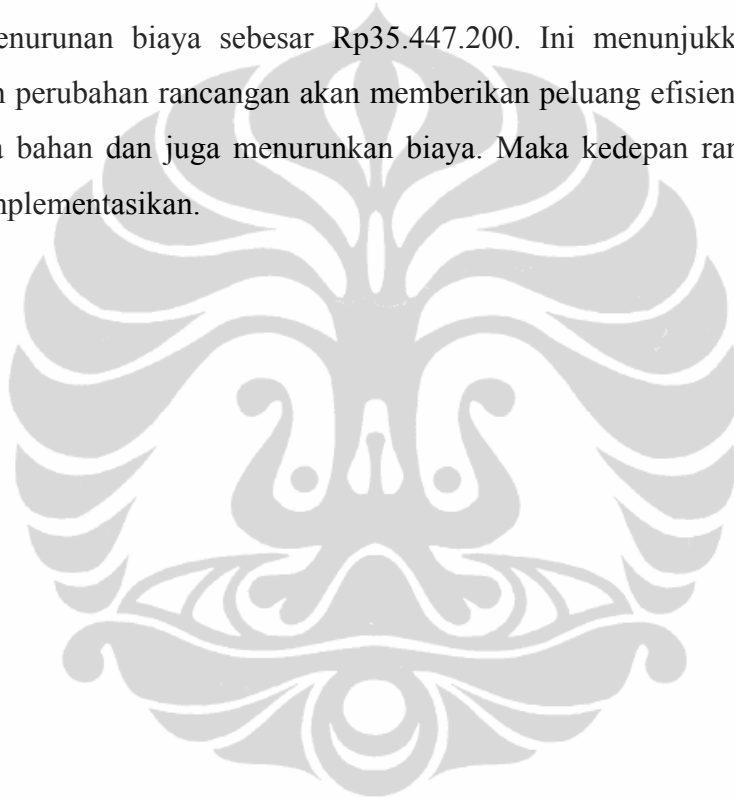 enurunan biaya sebesar Rp35.447.200. Ini menunjukk
perubahan rancangan akan memberikan peluang efisien
bahan dan juga menurunkan biaya. Maka kedepan ran
mplementasikan.